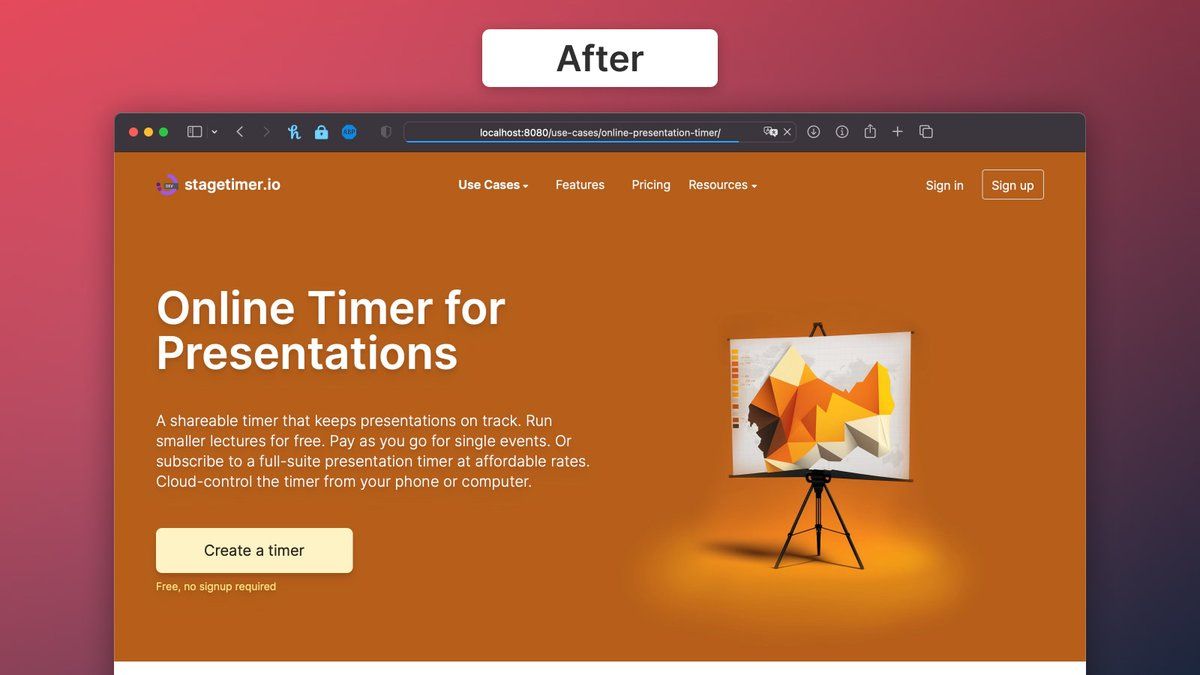 After
ABP
localhost:8080/use-cases/online-presentation-timer/
DEV
stagetimer.io
Use Cases
Features
Pricing
Resources
Sign in
Sign up
Online Timer for
Presentations
A shareable timer that keeps presentations on track. Run
smaller lectures for free. Pay as you go for single events. Or
subscribe to a full-suite presentation timer at affordable rates.
Cloud-control the timer from your phone or computer.
Create a timer
Free, no signup required